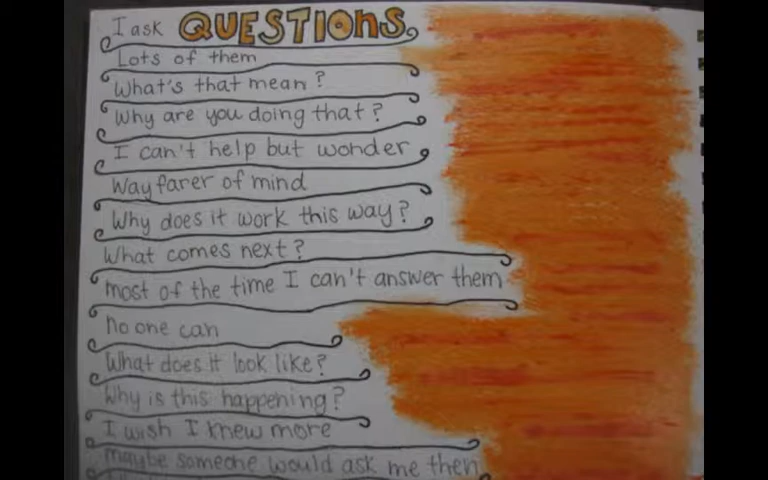 I ask QUESTIONS
Lots of them
What's that mean?
Why are you doing that?
I can't help but wonder
Wayfarer of mind
Why does it work this way?
What comes next?
most of the time I can't answer them
no one can
What does it look like?
Why is this happening?
I wish I knew more
maybe someone would ask me then